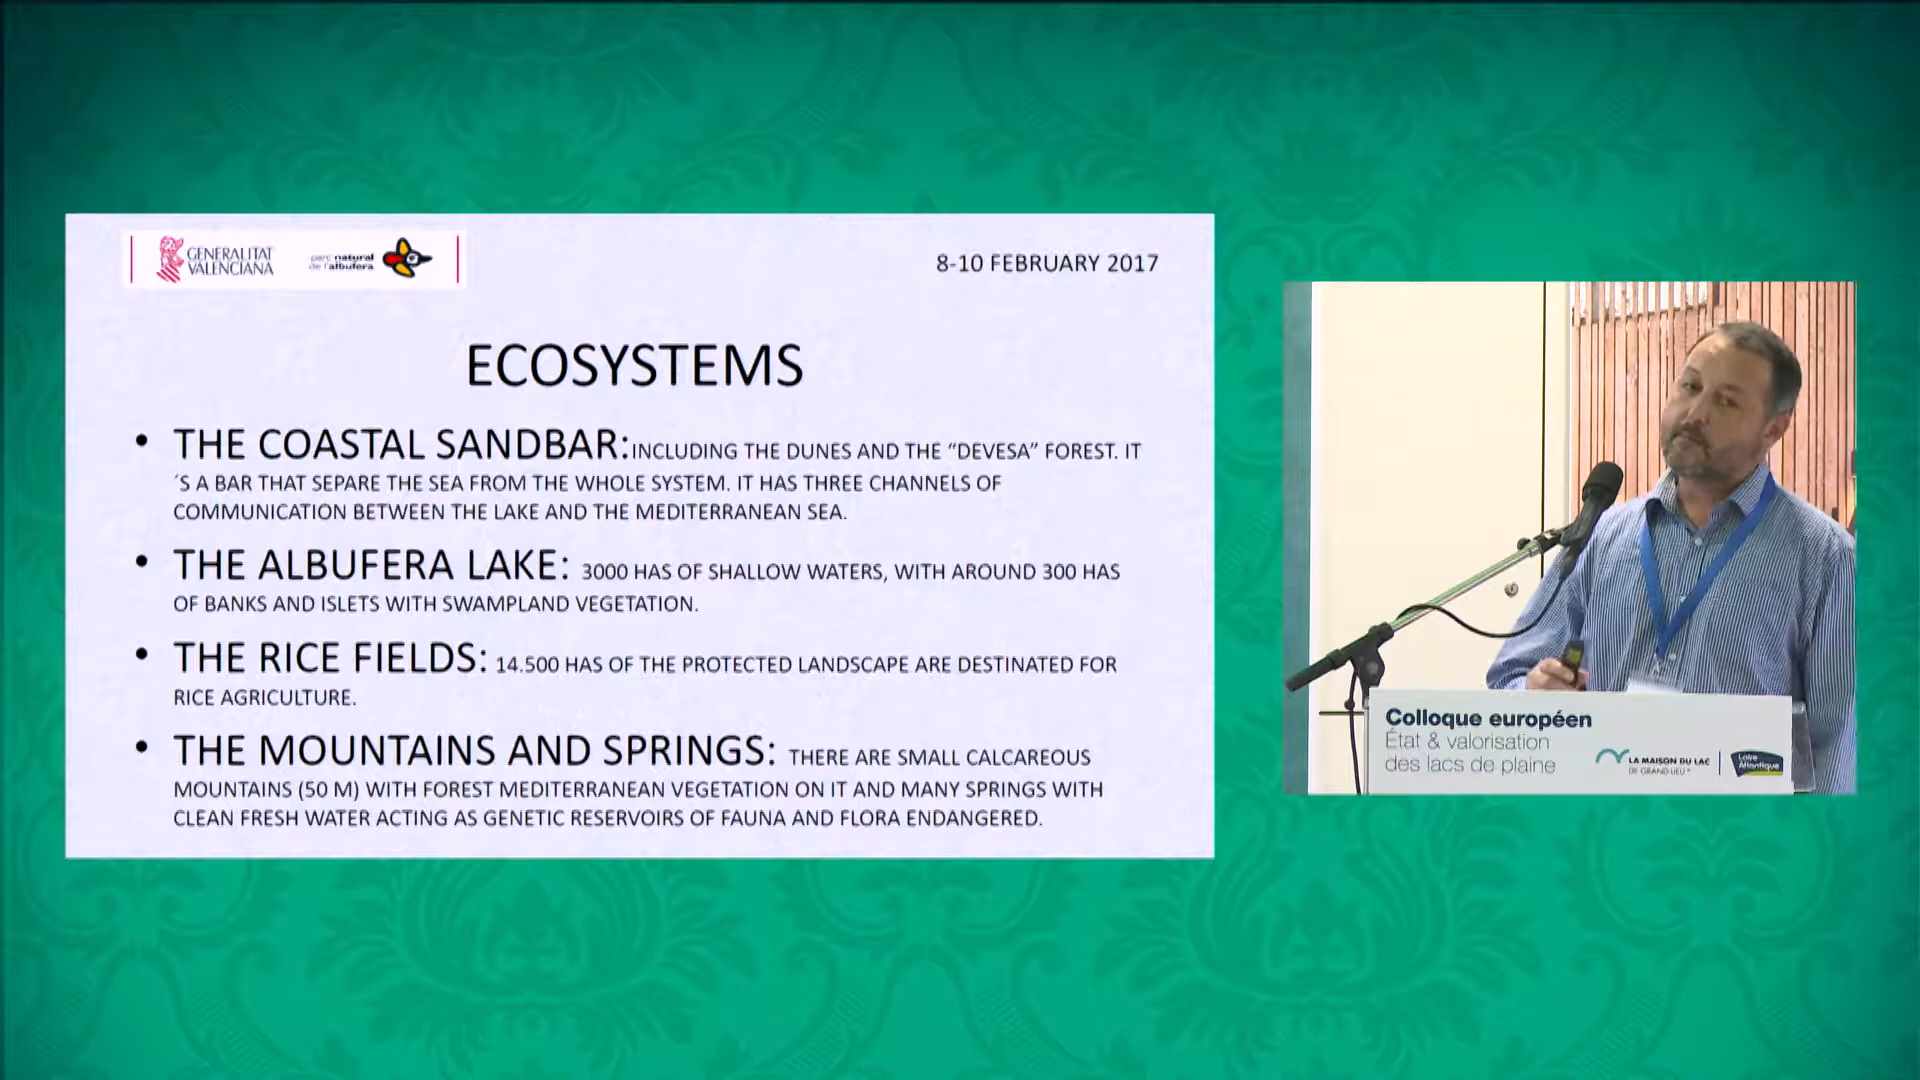 GENERALITAT
VALENCIANA
parc natural
de l'albufera
8-10 FEBRUARY 2017
ECOSYSTEMS
• THE COASTAL SANDBAR:INCLUDING THE DUNES AND THE “DEVESA” FOREST. IT
´S A BAR THAT SEPARE THE SEA FROM THE WHOLE SYSTEM. IT HAS THREE CHANNELS OF
COMMUNICATION BETWEEN THE LAKE AND THE MEDITERRANEAN SEA.
• THE ALBUFERA LAKE: 3000 HAS OF SHALLOW WATERS, WITH AROUND 300 HAS
OF BANKS AND ISLETS WITH SWAMPLAND VEGETATION.
• THE RICE FIELDS: 14.500 HAS OF THE PROTECTED LANDSCAPE ARE DESTINATED FOR
RICE AGRICULTURE.
• THE MOUNTAINS AND SPRINGS: THERE ARE SMALL CALCAREOUS
MOUNTAINS (50 M) WITH FOREST MEDITERRANEAN VEGETATION ON IT AND MANY SPRINGS WITH
CLEAN FRESH WATER ACTING AS GENETIC RESERVOIRS OF FAUNA AND FLORA ENDANGERED.
Colloque européen
État & valorisation
des lacs de plaine
LA MAISON DU LAC
DE GRAND-LIEU
Loire
Atlantique